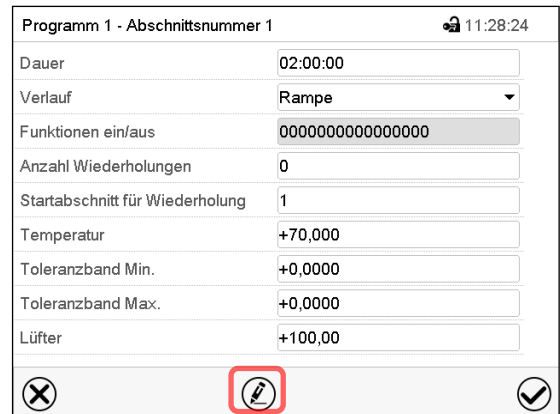 Programm 1 - Abschnittsnummer 1 11:28:24
Dauer 02:00:00
Verlauf Rampe
Funktionen ein/aus 0000000000000000
Anzahl Wiederholungen 0
Startabschnitt für Wiederholung 1
Temperatur +70,000
Toleranzband Min. +0,0000
Toleranzband Max. +0,0000
Lüfter +100,00